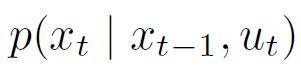 p(x_t | x_{t−1}, u_t)